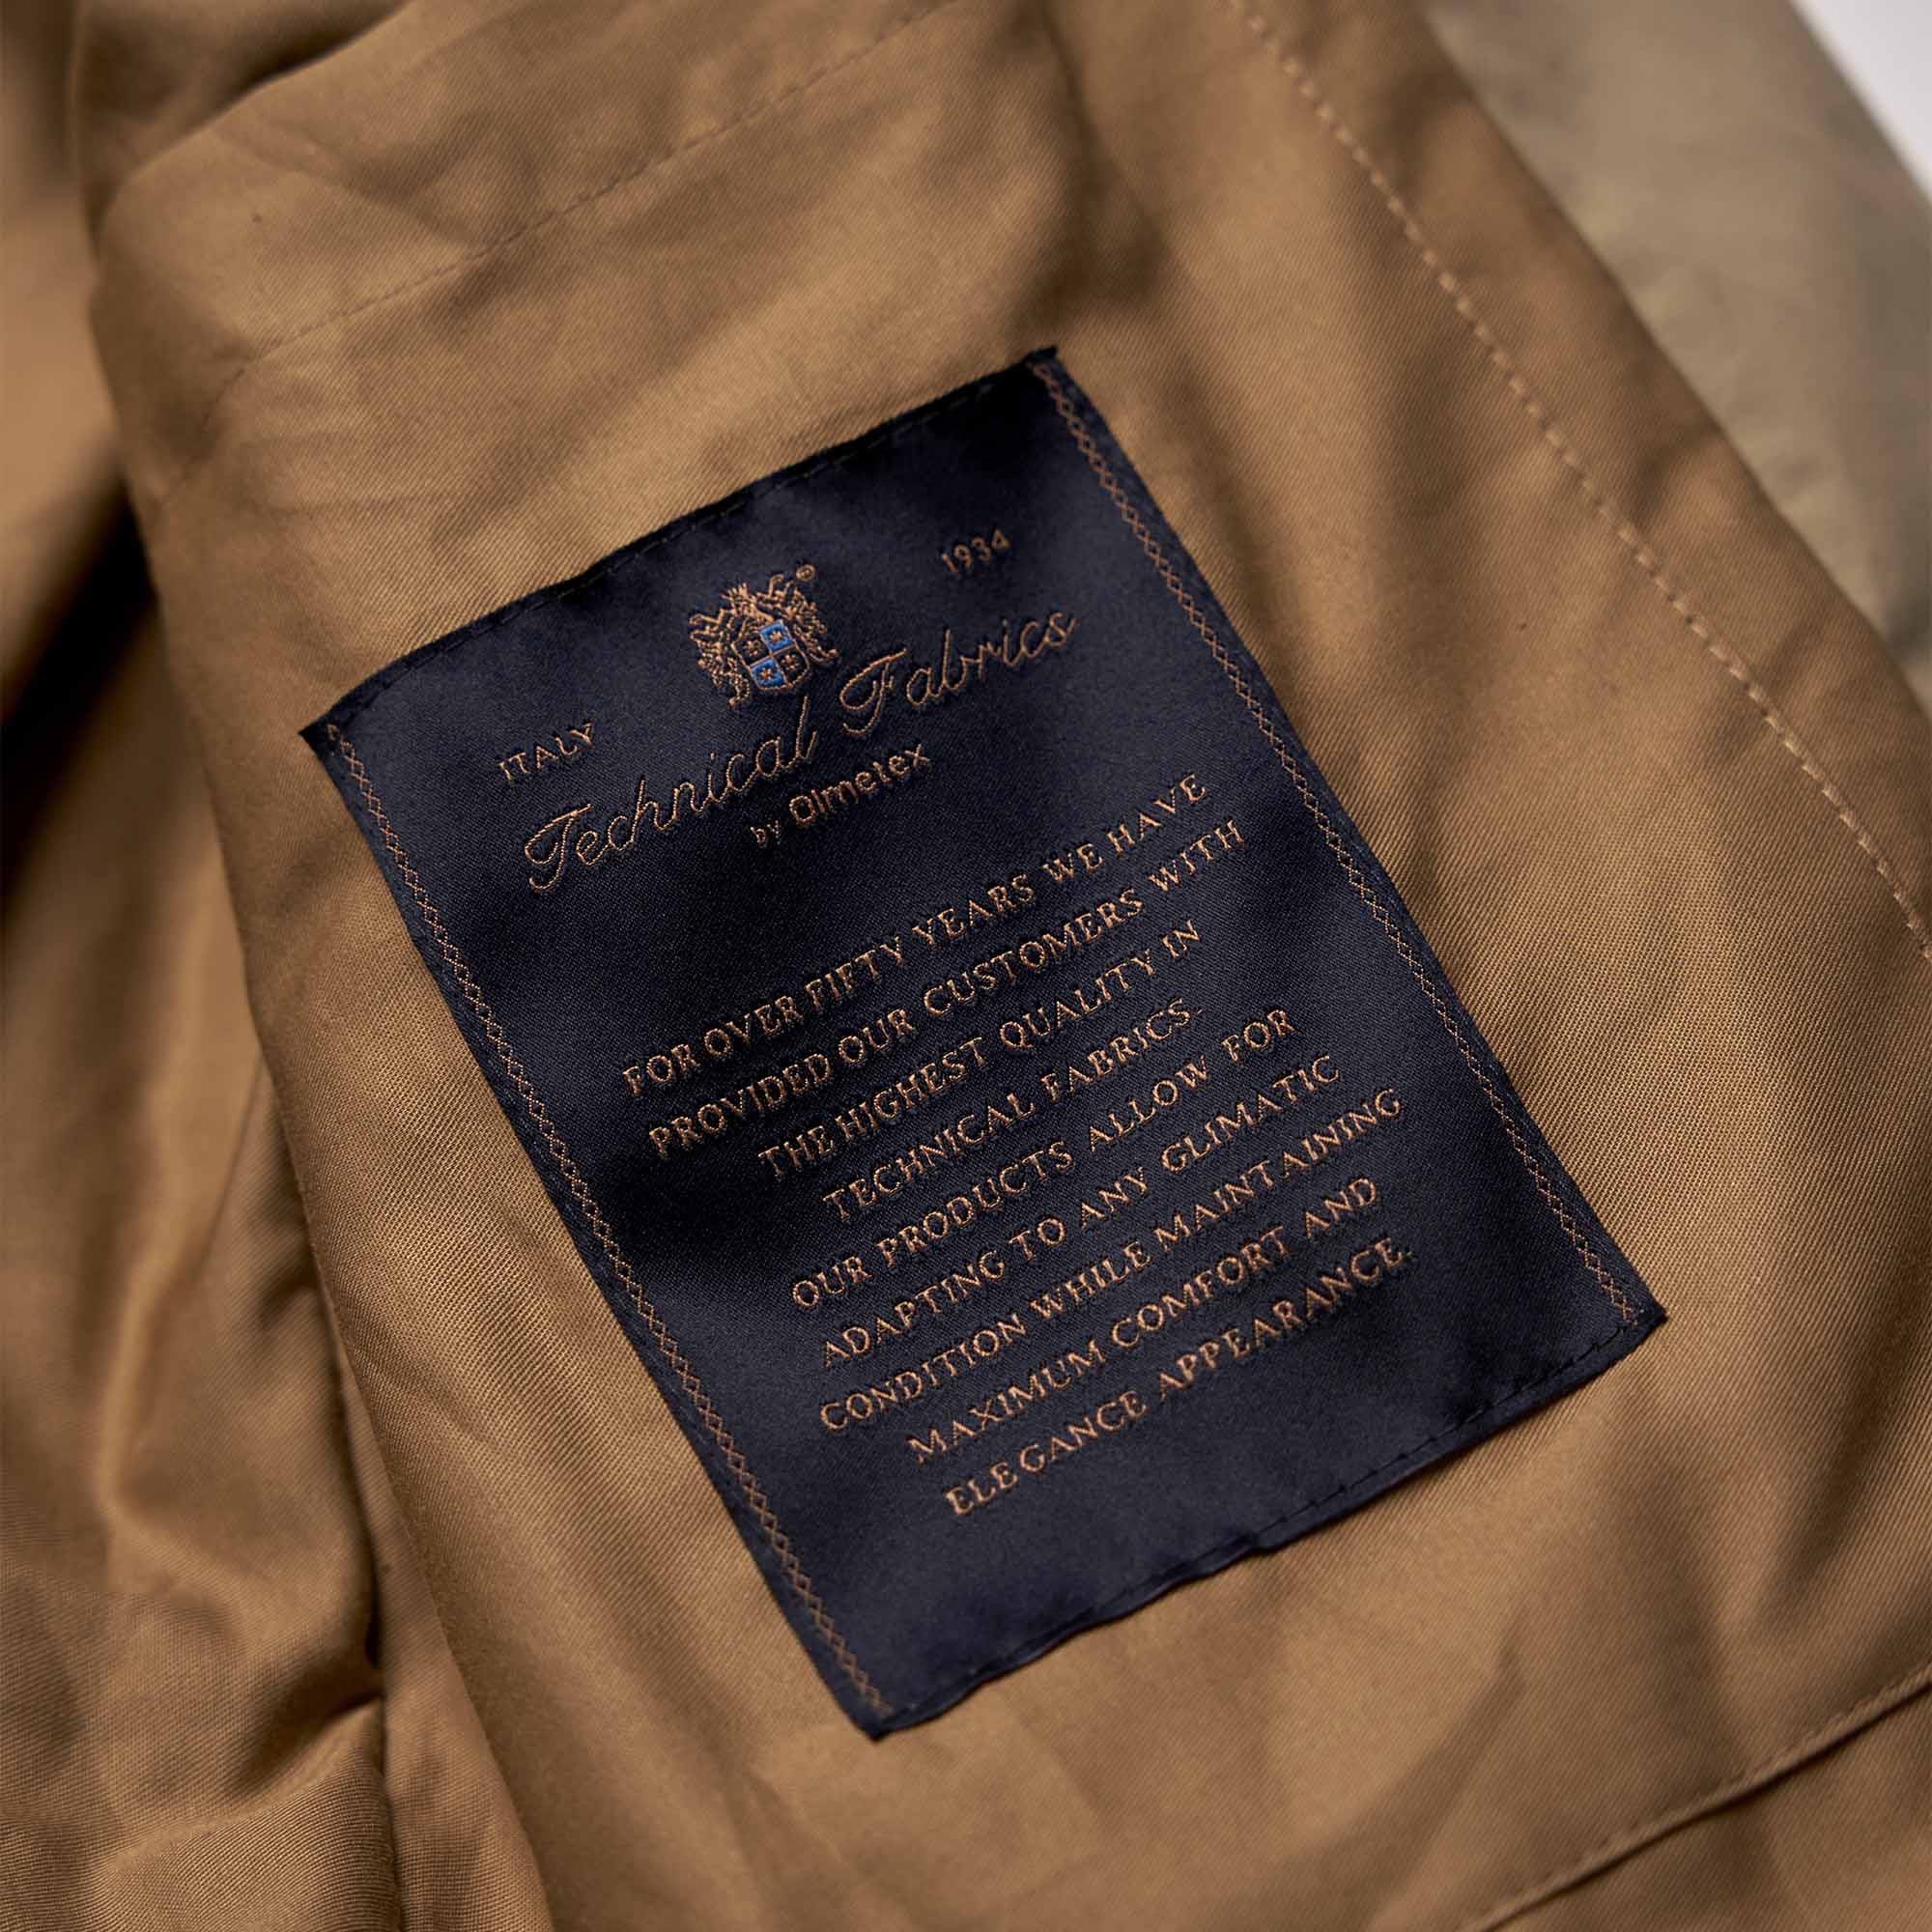 ITALY 1934
Technical Fabrics
by Olmetex
FOR OVER FIFTY YEARS WE HAVE
PROVIDED OUR CUSTOMERS WITH
THE HIGHEST QUALITY IN
TECHNICAL FABRICS.
OUR PRODUCTS ALLOW FOR
ADAPTING TO ANY GLIMATIC
CONDITION WHILE MAINTAINING
MAXIMUM COMFORT AND
ELEGANCE APPEARANCE.